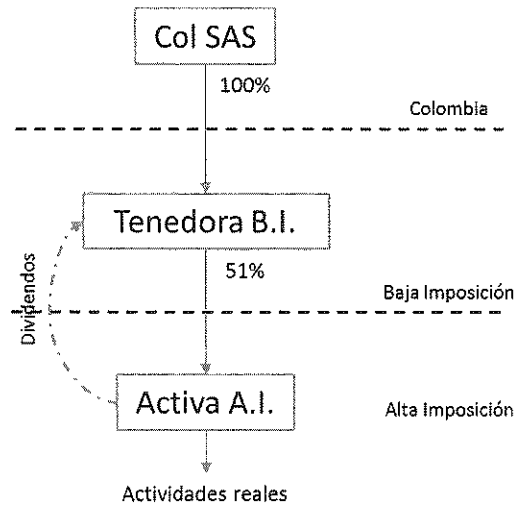 Col SAS
100%
Colombia
Tenedora B.I.
51%
Dividendos
Baja Imposición
Activa A.I.
Alta Imposición
Actividades reales